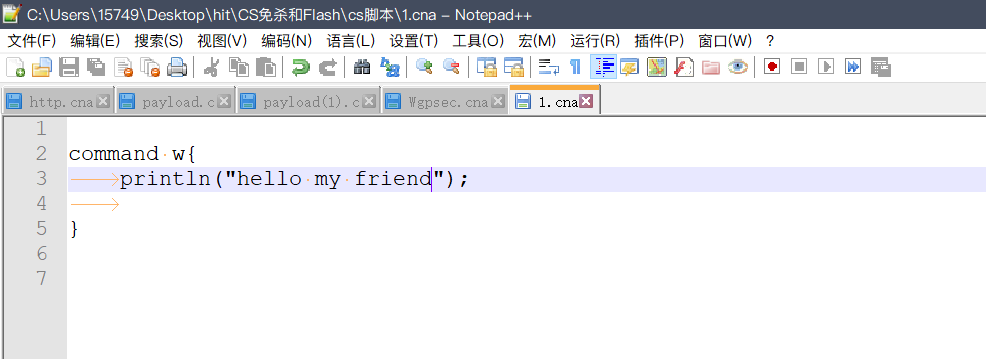 C:\Users\15749\Desktop\hit\CS免杀和Flash\cs脚本\1.cna - Notepad++
文件(F) 编辑(E) 搜索(S) 视图(V) 编码(N) 语言(L) 设置(T) 工具(O) 宏(M) 运行(R) 插件(P) 窗口(W) ?
http.cna payload.c payload(1).c Wgpsec.cna 1.cna
1
2 command w{
3 println("hello my friend");
4
5 }
6
7